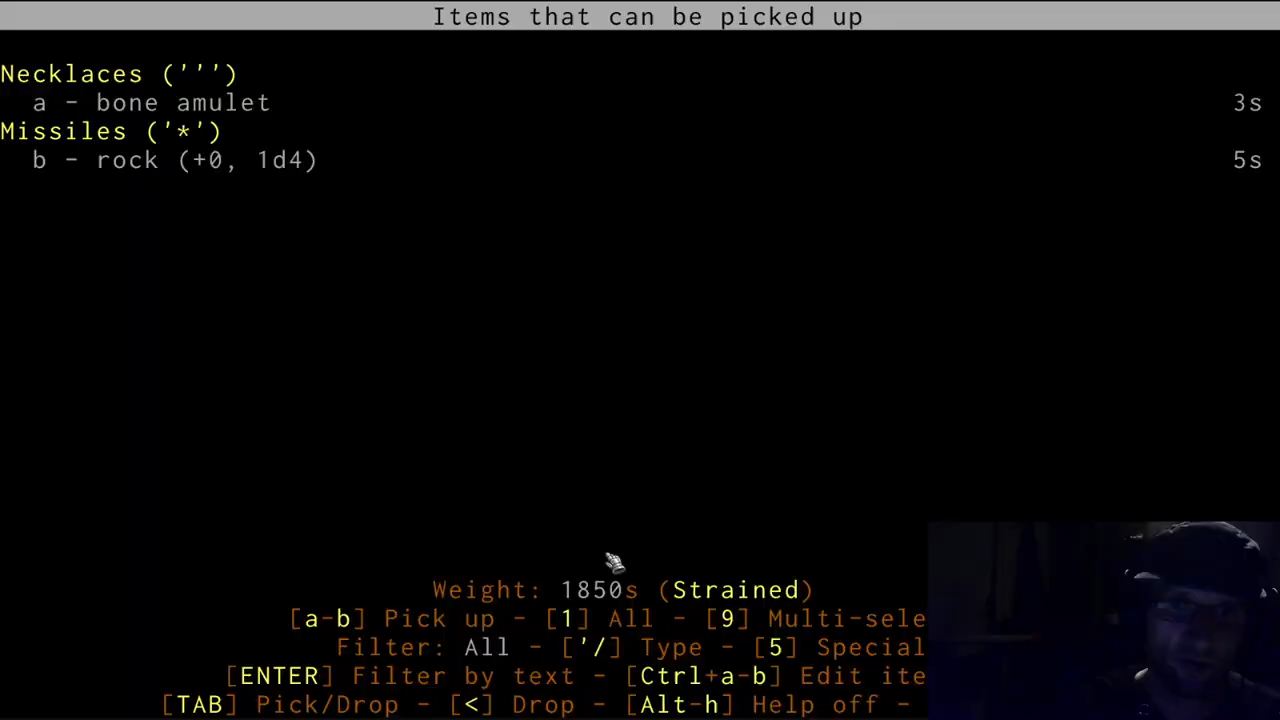 Items that can be picked up
Necklaces (''')
a - bone amulet 3s
Missiles ('*')
b - rock (+0, 1d4) 5s
Weight: 1850s (Strained)
[a-b] Pick up - [1] All - [9] Multi-sele
Filter: All - ['/] Type - [5] Special
[ENTER] Filter by text - [Ctrl+a-b] Edit ite
[TAB] Pick/Drop - [<] Drop - [Alt-h] Help off -